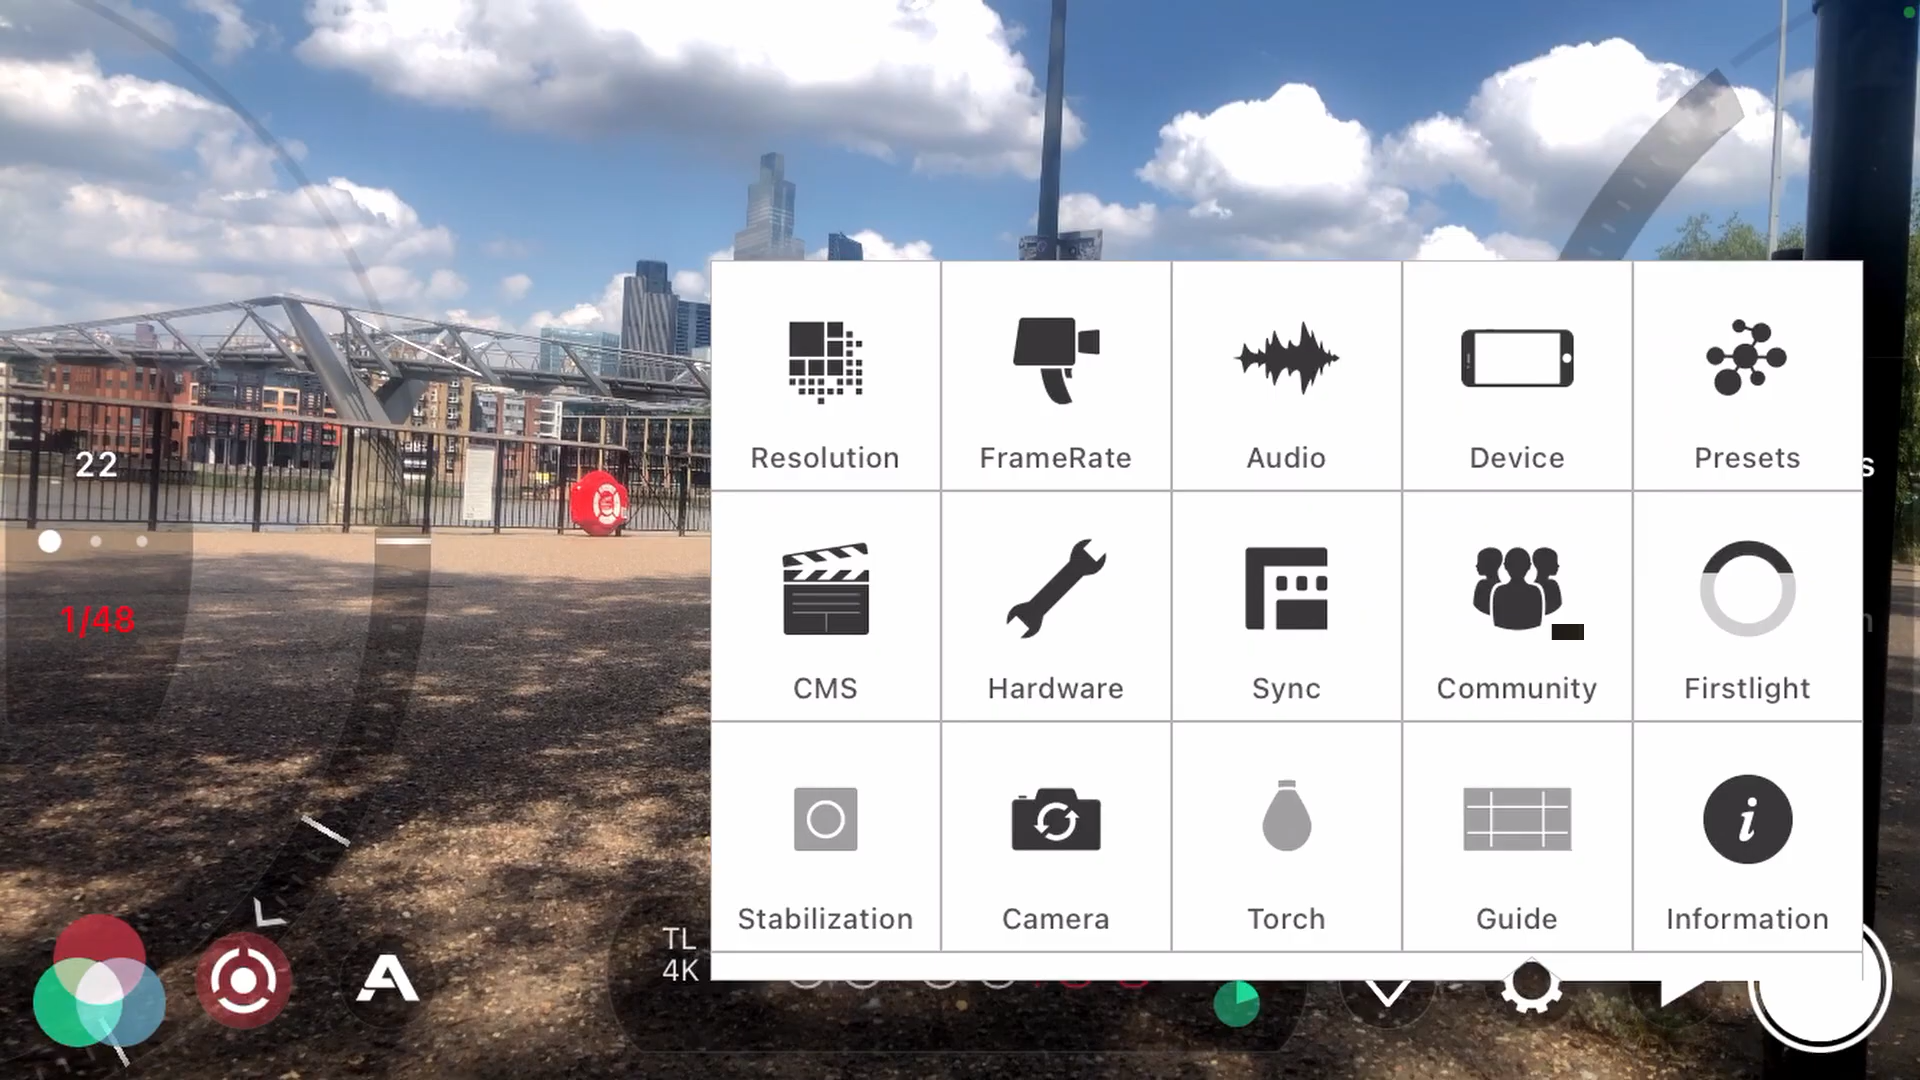 22
1/48
Resolution
FrameRate
Audio
Device
Presets
s
CMS
Hardware
Sync
Community
Firstlight
Stabilization
Camera
Torch
Guide
Information
TL
4K